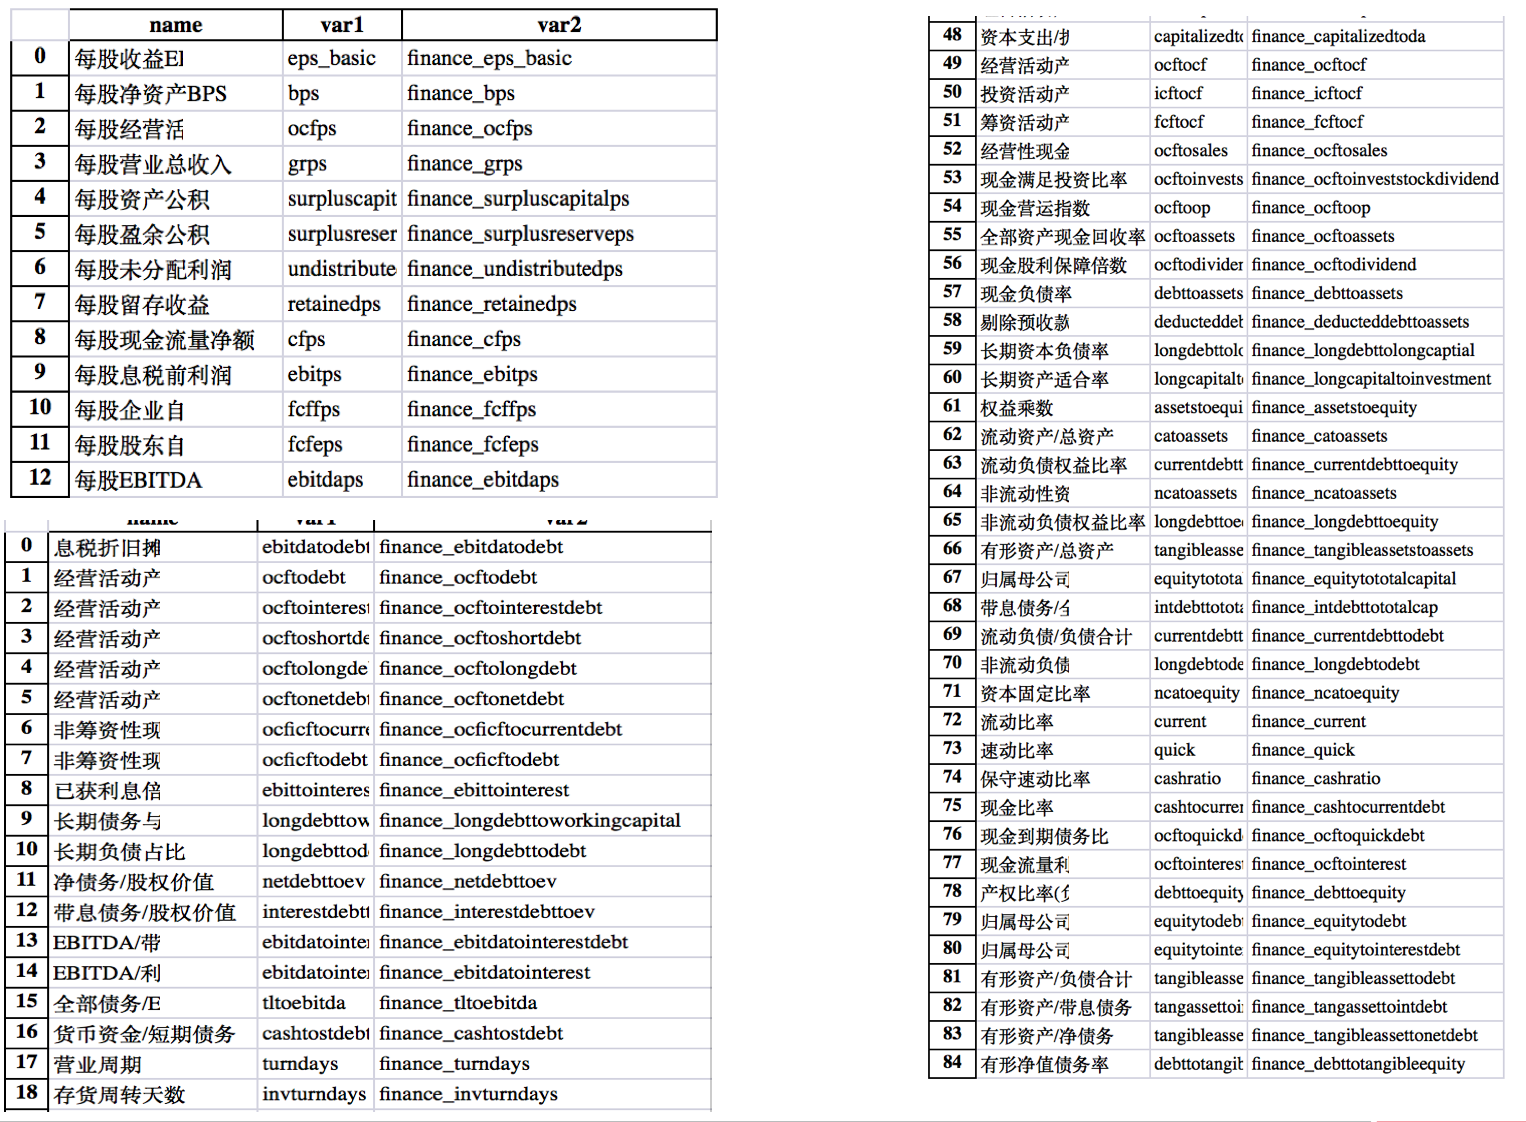 name var1 var2
0 每股收益EI eps_basic finance_eps_basic
1 每股净资产BPS bps finance_bps
2 每股经营活 ocfps finance_ocfps
3 每股营业总收入 grps finance_grps
4 每股资产公积 surpluscapit finance_surpluscapitalps
5 每股盈余公积 surplusreser finance_surplusreserveps
6 每股未分配利润 undistribute finance_undistributedps
7 每股留存收益 retainedps finance_retainedps
8 每股现金流量净额 cfps finance_cfps
9 每股息税前利润 ebitps finance_ebitps
10 每股企业自 fcffps finance_fcffps
11 每股股东自 fcfeps finance_fcfeps
12 每股EBITDA ebitdaps finance_ebitdaps
name var1 var2
0 息税折旧摊 ebitdatodebt finance_ebitdatodebt
1 经营活动产 ocftodebt finance_ocftodebt
2 经营活动产 ocftointerest finance_ocftointerestdebt
3 经营活动产 ocftoshortde finance_ocftoshortdebt
4 经营活动产 ocftolongde finance_ocftolongdebt
5 经营活动产 ocftonetdebt finance_ocftonetdebt
6 非筹资性现 ocficftocurre finance_ocficftocurrentdebt
7 非筹资性现 ocficftodebt finance_ocficftodebt
8 已获利息倍 ebittointeres finance_ebittointerest
9 长期债务与 longdebttow finance_longdebttoworkingcapital
10 长期负债占比 longdebttod finance_longdebttodebt
11 净债务/股权价值 netdebttoev finance_netdebttoev
12 带息债务/股权价值 interestdebtt finance_interestdebttoev
13 EBITDA/带 ebitdatointe finance_ebitdatointerestdebt
14 EBITDA/利 ebitdatointe finance_ebitdatointerest
15 全部债务/E tltoebitda finance_tltoebitda
16 货币资金/短期债务 cashtostdebt finance_cashtostdebt
17 营业周期 turndays finance_turndays
18 存货周转天数 invturndays finance_invturndays
48 资本支出/ capitalizedto finance_capitalizedtoda
49 经营活动产 ocftocf finance_ocftocf
50 投资活动产 icftocf finance_icftocf
51 筹资活动产 fcftocf finance_fcftocf
52 经营性现金 ocftosales finance_ocftosales
53 现金满足投资比率 ocftoinvests finance_ocftoinveststockdividend
54 现金营运指数 ocftoop finance_ocftoop
55 全部资产现金回收率 ocftoassets finance_ocftoassets
56 现金股利保障倍数 ocftodivider finance_ocftodividend
57 现金负债率 debttoassets finance_debttoassets
58 剔除预收款 deducteddeb finance_deducteddebttoassets
59 长期资本负债率 longdebttolo finance_longdebttolongcaptial
60 长期资产适合率 longcapitalt finance_longcapitaltoinvestment
61 权益乘数 assetstoequi finance_assetstoequity
62 流动资产/总资产 catoassets finance_catoassets
63 流动负债权益比率 currentdebtt finance_currentdebttoequity
64 非流动性资 ncatoassets finance_ncatoassets
65 非流动负债权益比率 longdebttoe finance_longdebttoequity
66 有形资产/总资产 tangibleasse finance_tangibleassetstoassets
67 归属母公司 equitytotota finance_equitytototalcapital
68 带息债务/全 intdebttotota finance_intdebttototalcap
69 流动负债/负债合计 currentdebtt finance_currentdebttodebt
70 非流动负债 longdebtode finance_longdebtodebt
71 资本固定比率 ncatoequity finance_ncatoequity
72 流动比率 current finance_current
73 速动比率 quick finance_quick
74 保守速动比率 cashratio finance_cashratio
75 现金比率 cashtocurre finance_cashtocurrentdebt
76 现金到期债务比 ocftoquickd finance_ocftoquickdebt
77 现金流量利 ocftointeres finance_ocftointerest
78 产权比率( debttoequity finance_debttoequity
79 归属母公司 equitytodeb finance_equitytodebt
80 归属母公司 equitytointe finance_equitytointerestdebt
81 有形资产/负债合计 tangibleasse finance_tangibleassettodebt
82 有形资产/带息债务 tangassettoi finance_tangassettointdebt
83 有形资产/净债务 tangibleasse finance_tangibleassettonetdebt
84 有形净值债务率 debttotangib finance_debttotangibleequity